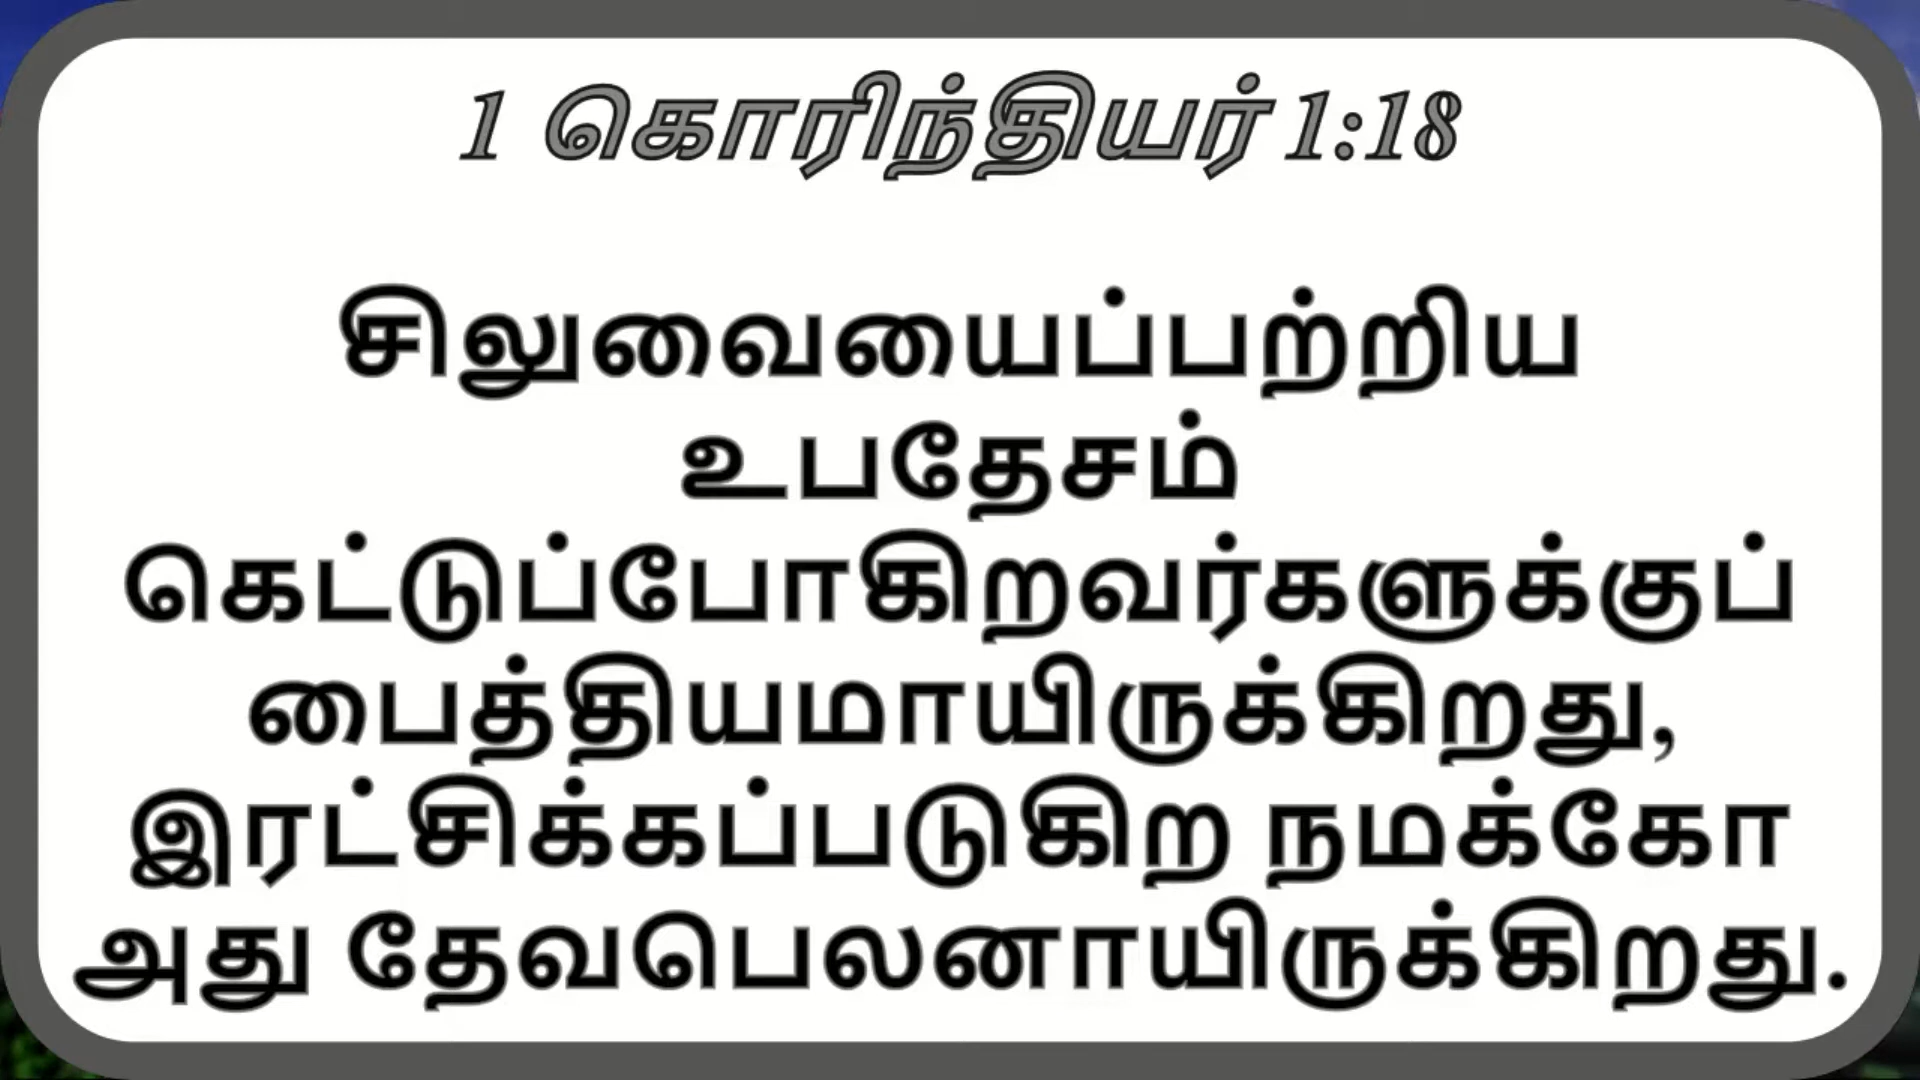 1 கொரிந்தியர் 1:18
சிலுவையைப்பற்றிய
உபதேசம்
கெட்டுப்போகிறவர்களுக்குப்
பைத்தியமாயிருக்கிறது,
இரட்சிக்கப்படுகிற நமக்கோ
அது தேவபெலனாயிருக்கிறது.